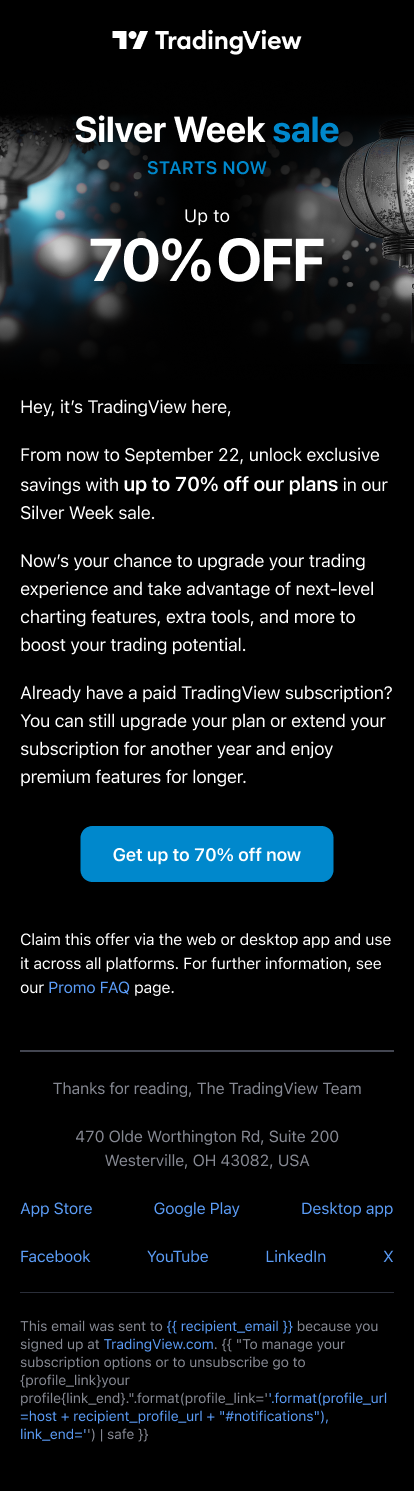 TradingView
Silver Week sale
STARTS NOW
Up to
70% OFF
Hey, it’s TradingView here,
From now to September 22, unlock exclusive
savings with up to 70% off our plans in our
Silver Week sale.
Now’s your chance to upgrade your trading
experience and take advantage of next-level
charting features, extra tools, and more to
boost your trading potential.
Already have a paid TradingView subscription?
You can still upgrade your plan or extend your
subscription for another year and enjoy
premium features for longer.
Get up to 70% off now
Claim this offer via the web or desktop app and use
it across all platforms. For further information, see
our Promo FAQ page.
Thanks for reading, The TradingView Team
470 Olde Worthington Rd, Suite 200
Westerville, OH 43082, USA
App Store Google Play Desktop app
Facebook YouTube LinkedIn X
This email was sent to {{ recipient_email }} because you
signed up at TradingView.com. {{ "To manage your
subscription options or to unsubscribe go to
{profile_link}your
profile{link_end}.".format(profile_link=''.format(profile_url
=host + recipient_profile_url + "#notifications"),
link_end='') | safe }}